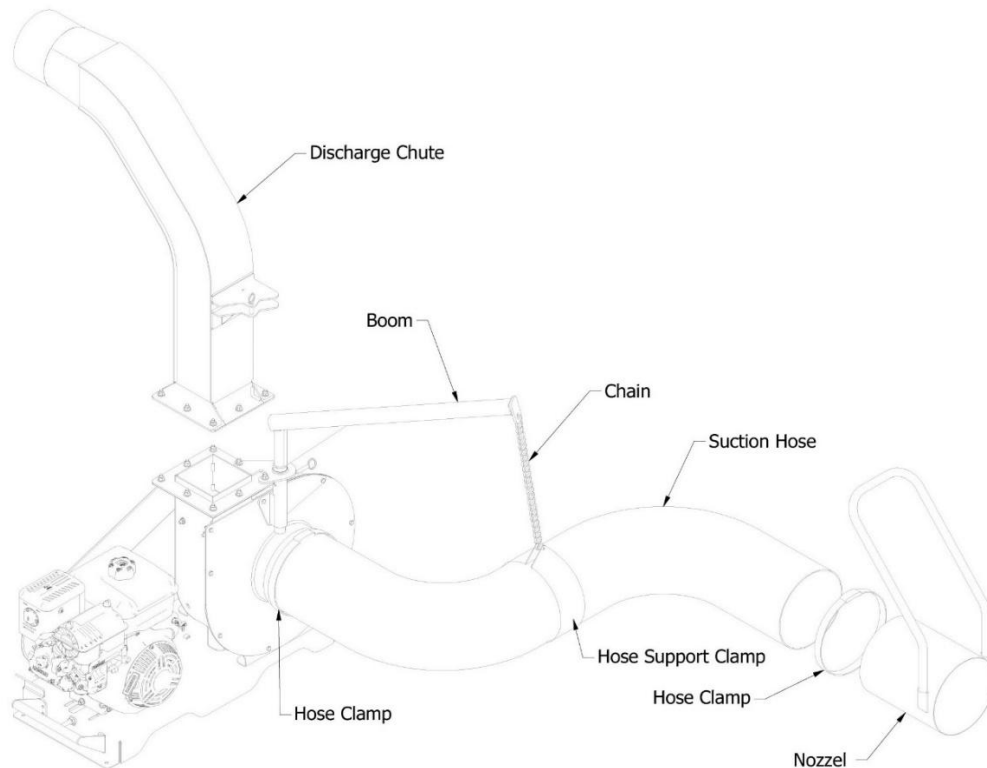 Discharge Chute
Boom
Chain
Suction Hose
Hose Support Clamp
Hose Clamp
Hose Clamp
Nozzel